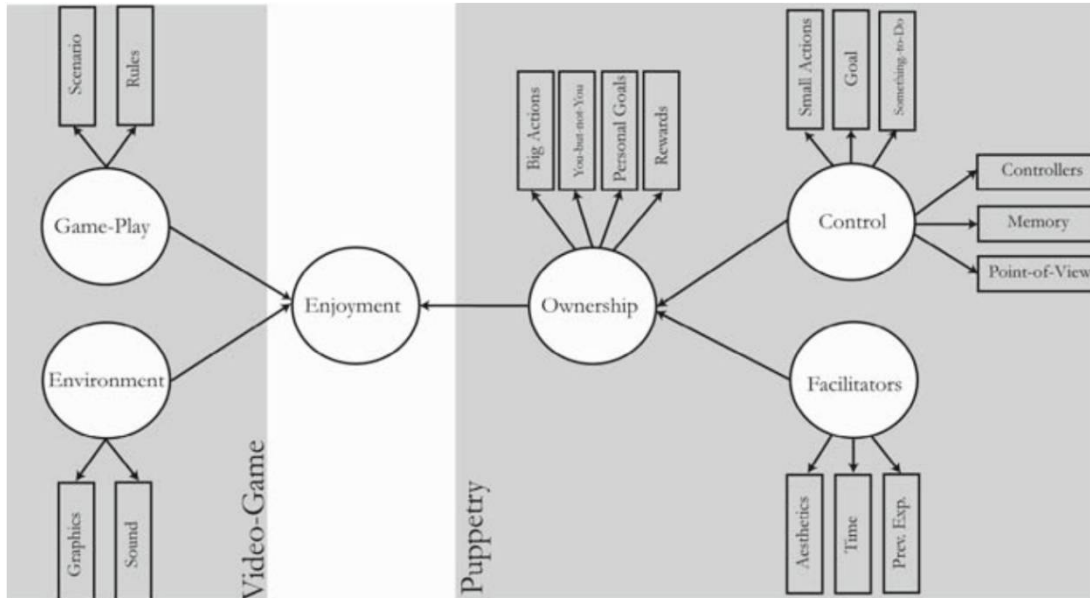 Scenario
Rules
Game-Play
Environment
Graphics
Sound
Video-Game
Enjoyment
Puppetry
Big Actions
You-but-not-You
Personal Goals
Rewards
Ownership
Small Actions
Goal
Something-to-Do
Control
Controllers
Memory
Point-of-View
Facilitators
Aesthetics
Time
Prev. Exp.